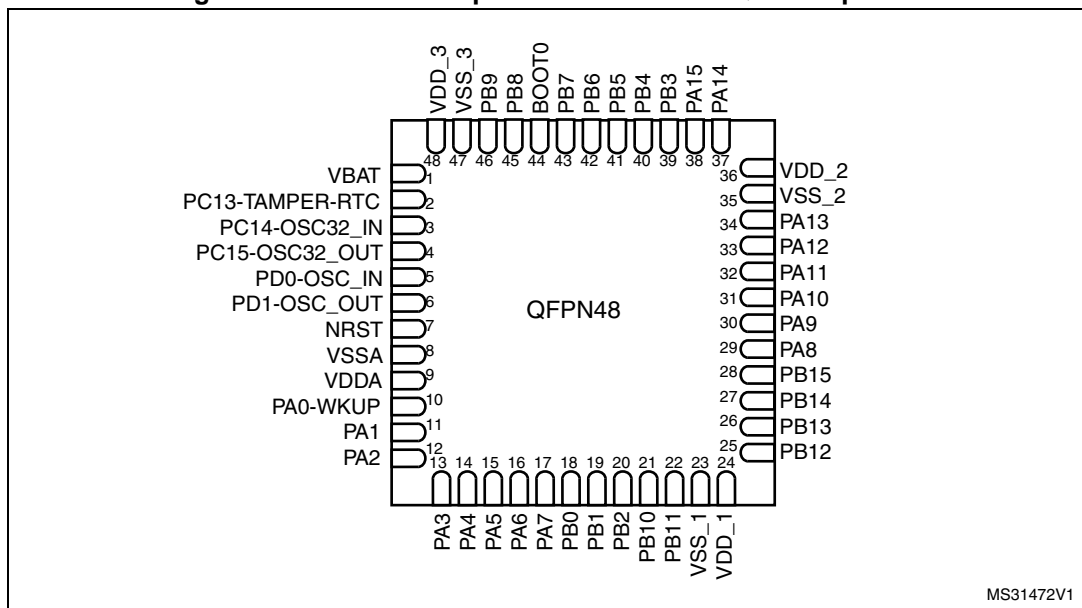 VDD_3
VSS_3
PB9
PB8
BOOT0
PB7
PB6
PB5
PB4
PB3
PA15
PA14
48 47 46 45 44 43 42 41 40 39 38 37
VBAT 1
PC13-TAMPER-RTC 2
PC14-OSC32_IN 3
PC15-OSC32_OUT 4
PD0-OSC_IN 5
PD1-OSC_OUT 6
NRST 7
VSSA 8
VDDA 9
PA0-WKUP 10
PA1 11
PA2 12
QFPN48
36 VDD_2
35 VSS_2
34 PA13
33 PA12
32 PA11
31 PA10
30 PA9
29 PA8
28 PB15
27 PB14
26 PB13
25 PB12
13 14 15 16 17 18 19 20 21 22 23 24
PA3
PA4
PA5
PA6
PA7
PB0
PB1
PB2
PB10
PB11
VSS_1
VDD_1
MS31472V1